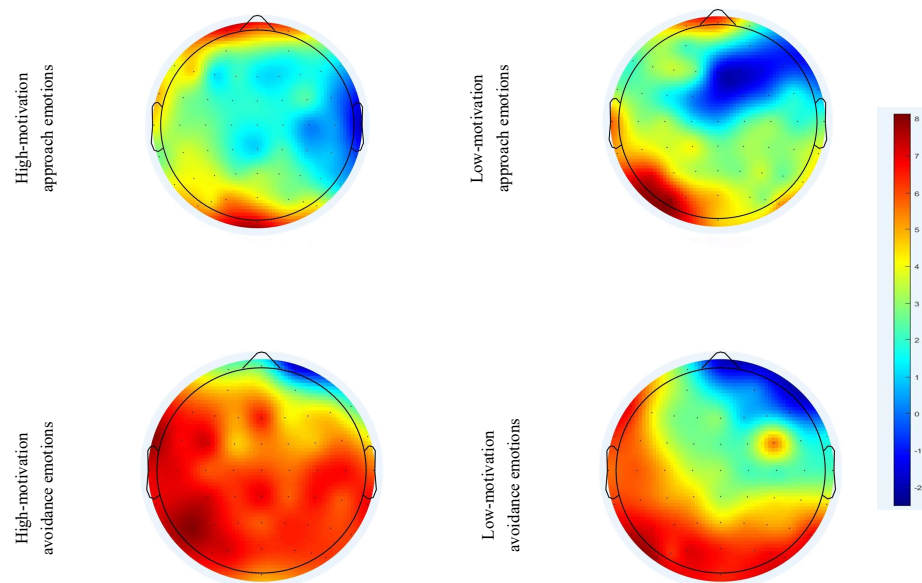 High-motivation
approach emotions
Low-motivation
approach emotions
8
7
6
5
4
3
2
1
0
-1
-2
High-motivation
avoidance emotions
Low-motivation
avoidance emotions